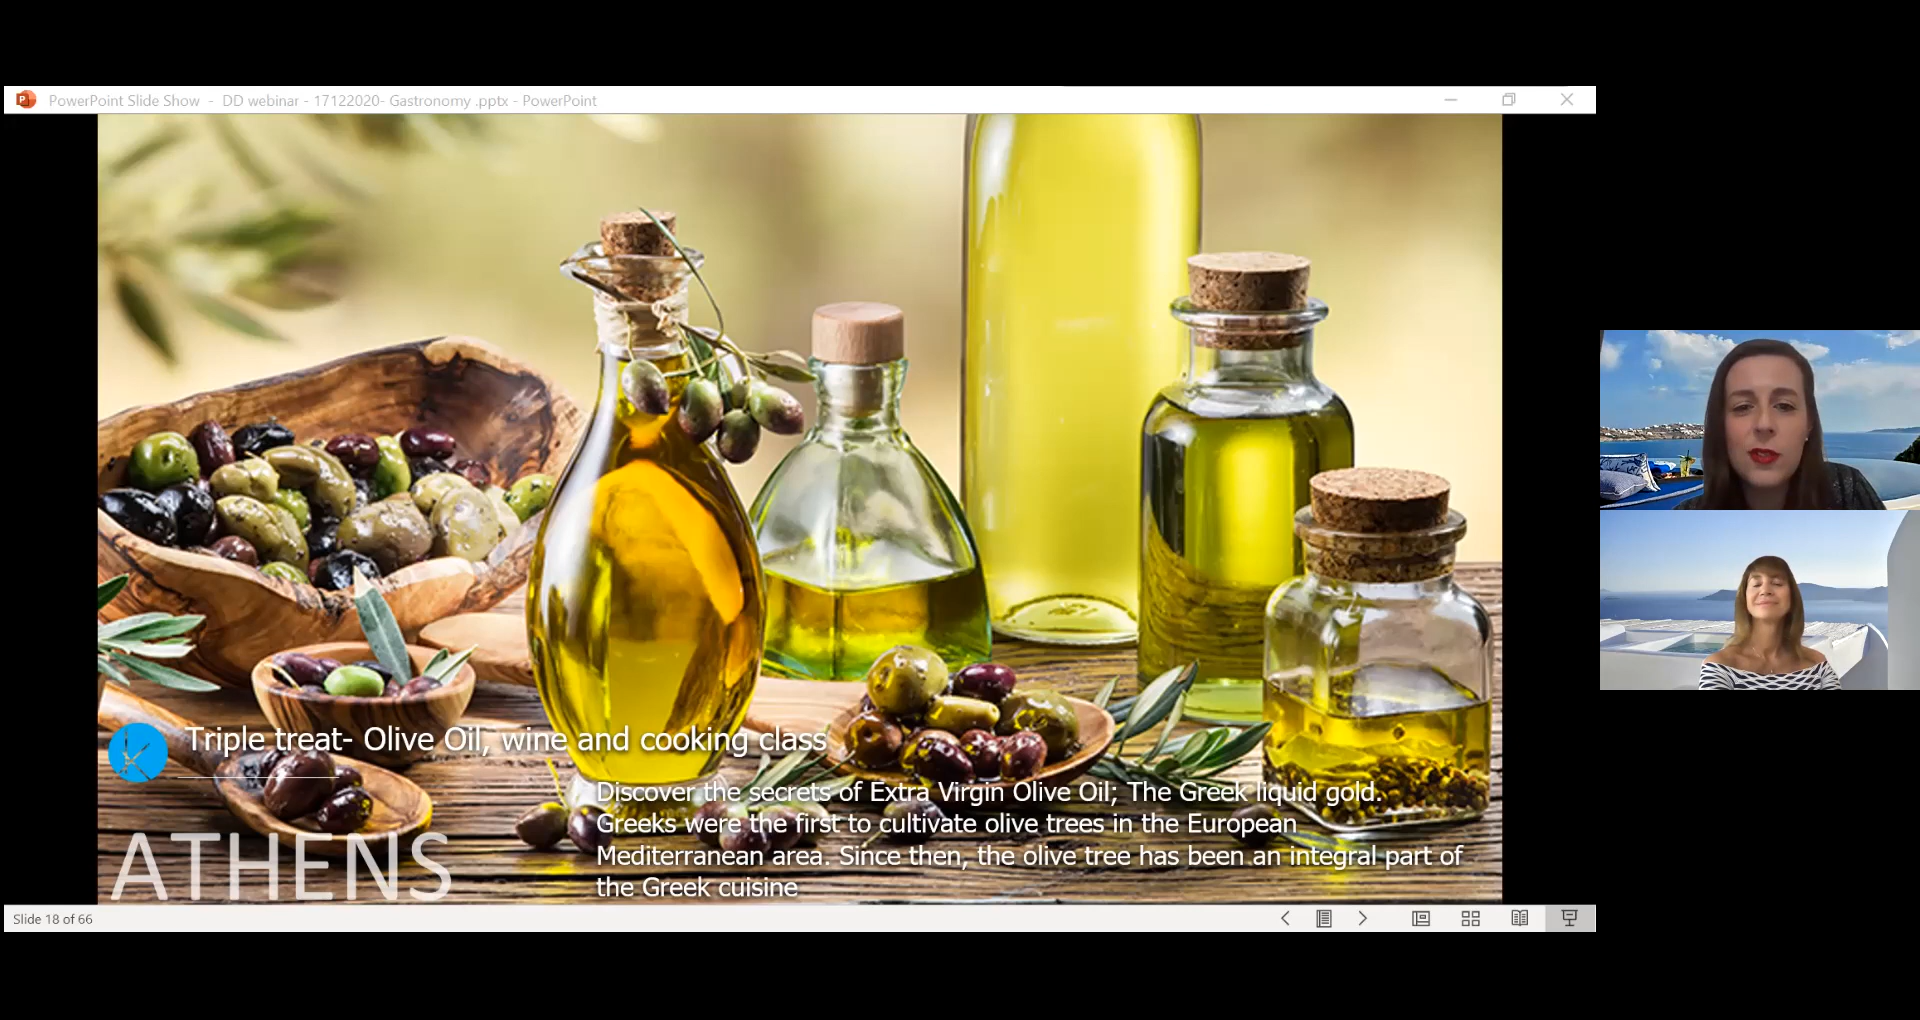 PowerPoint Slide Show - DD webinar - 17122020- Gastronomy .pptx - PowerPoint
Triple treat- Olive Oil, wine and cooking class
Discover the secrets of Extra Virgin Olive Oil; The Greek liquid gold.
Greeks were the first to cultivate olive trees in the European
Mediterranean area. Since then, the olive tree has been an integral part of
the Greek cuisine
ATHENS
Slide 18 of 66